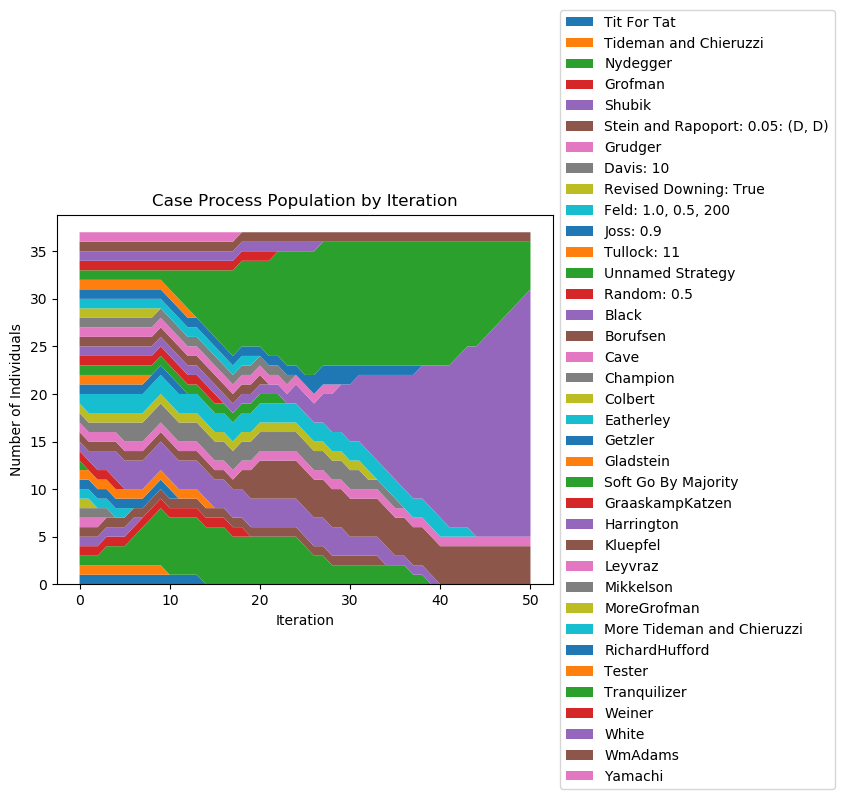 Case Process Population by Iteration
Number of Individuals
35
30
25
20
15
10
5
0
0 10 20 30 40 50
Iteration
Tit For Tat
Tideman and Chieruzzi
Nydegger
Grofman
Shubik
Stein and Rapoport: 0.05: (D, D)
Grudger
Davis: 10
Revised Downing: True
Feld: 1.0, 0.5, 200
Joss: 0.9
Tullock: 11
Unnamed Strategy
Random: 0.5
Black
Borufsen
Cave
Champion
Colbert
Eatherley
Getzler
Gladstein
Soft Go By Majority
GraaskampKatzen
Harrington
Kluepfel
Leyvraz
Mikkelson
MoreGrofman
More Tideman and Chieruzzi
RichardHufford
Tester
Tranquilizer
Weiner
White
WmAdams
Yamachi